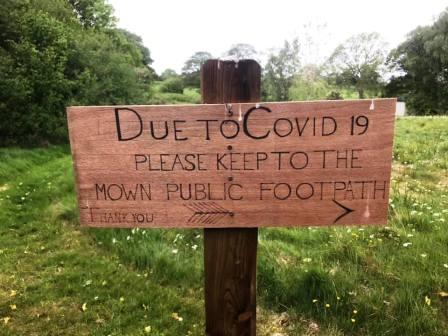 DUE TO COVID 19
PLEASE KEEP TO THE
MOWN PUBLIC FOOTPATH
THANK YOU